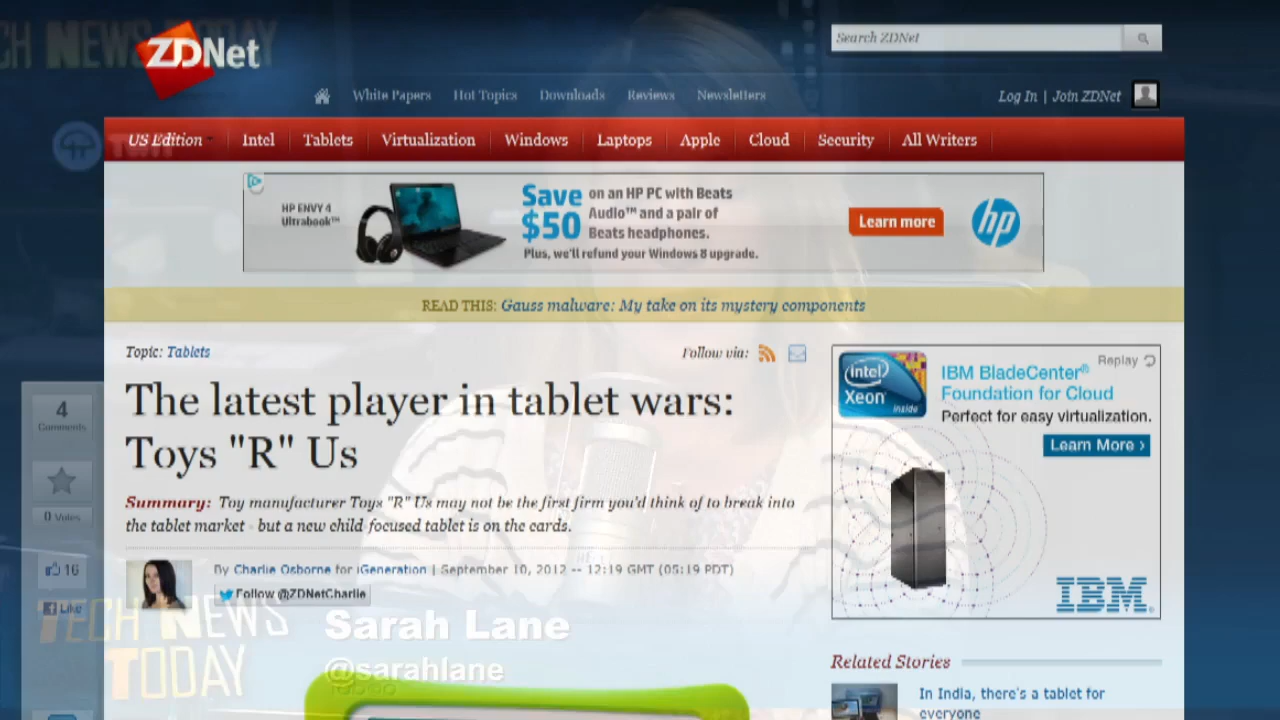 TECH NEWS TODAY
ZDNet
Search ZDNet
White Papers Hot Topics Downloads Reviews Newsletters
Log In | Join ZDNet
US Edition Intel Tablets Virtualization Windows Laptops Apple Cloud Security All Writers
HP ENVY 4
Ultrabook™
Save
$50
on an HP PC with Beats
Audio™ and a pair of
Beats headphones.
Plus, we'll refund your Windows 8 upgrade.
Learn more
hp
READ THIS: Gauss malware: My take on its mystery components
Topic: Tablets
Follow via:
The latest player in tablet wars:
Toys "R" Us
Summary: Toy manufacturer Toys "R" Us may not be the first firm you'd think of to break into
the tablet market - but a new child-focused tablet is on the cards.
By Charlie Osborne for iGeneration | September 10, 2012 -- 12:19 GMT (05:19 PDT)
Follow @ZDNetCharlie
4
Comments
0 Votes
16
Like
intel
Xeon
inside
Replay
IBM BladeCenter®
Foundation for Cloud
Perfect for easy virtualization.
Learn More >
IBM.
Related Stories
In India, there's a tablet for
everyone
TECH NEWS
TODAY
Sarah Lane
@sarahlane